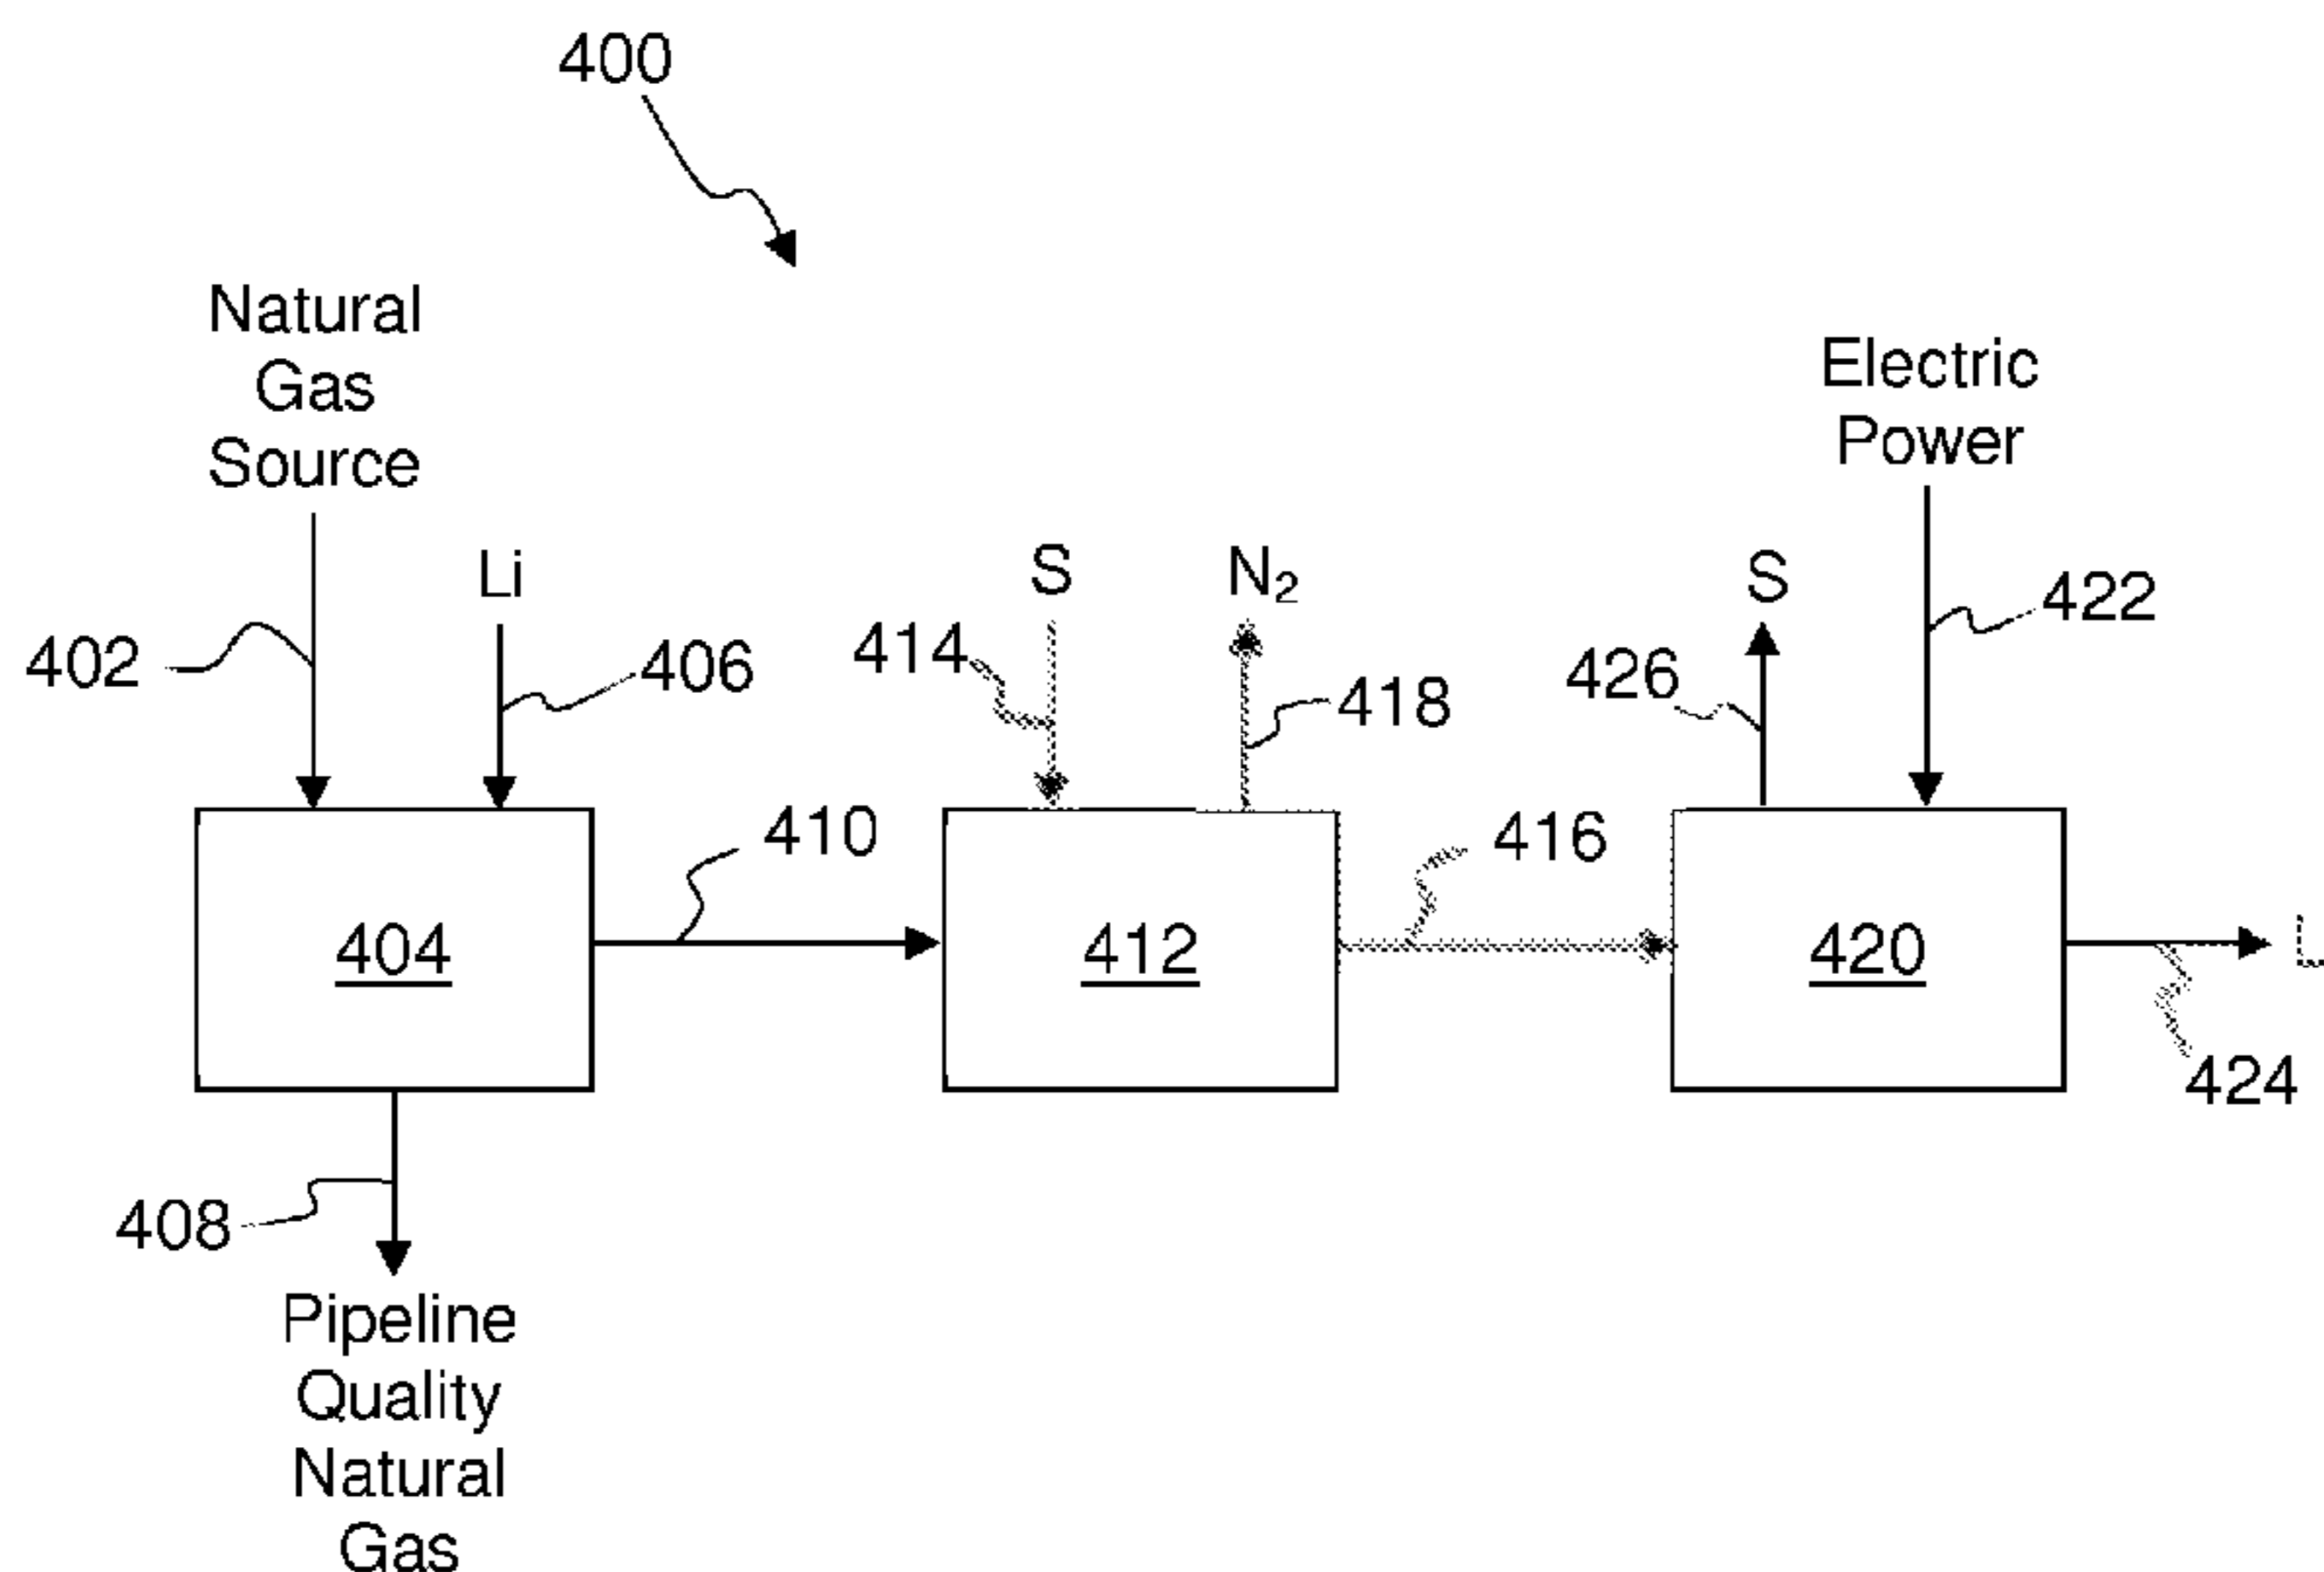 400
Natural
Gas
Source
Electric
Power
Li
S
N₂
S
422
402
406
414
418
426
410
416
404
412
420
424
408
Pipeline
Quality
Natural
Gas